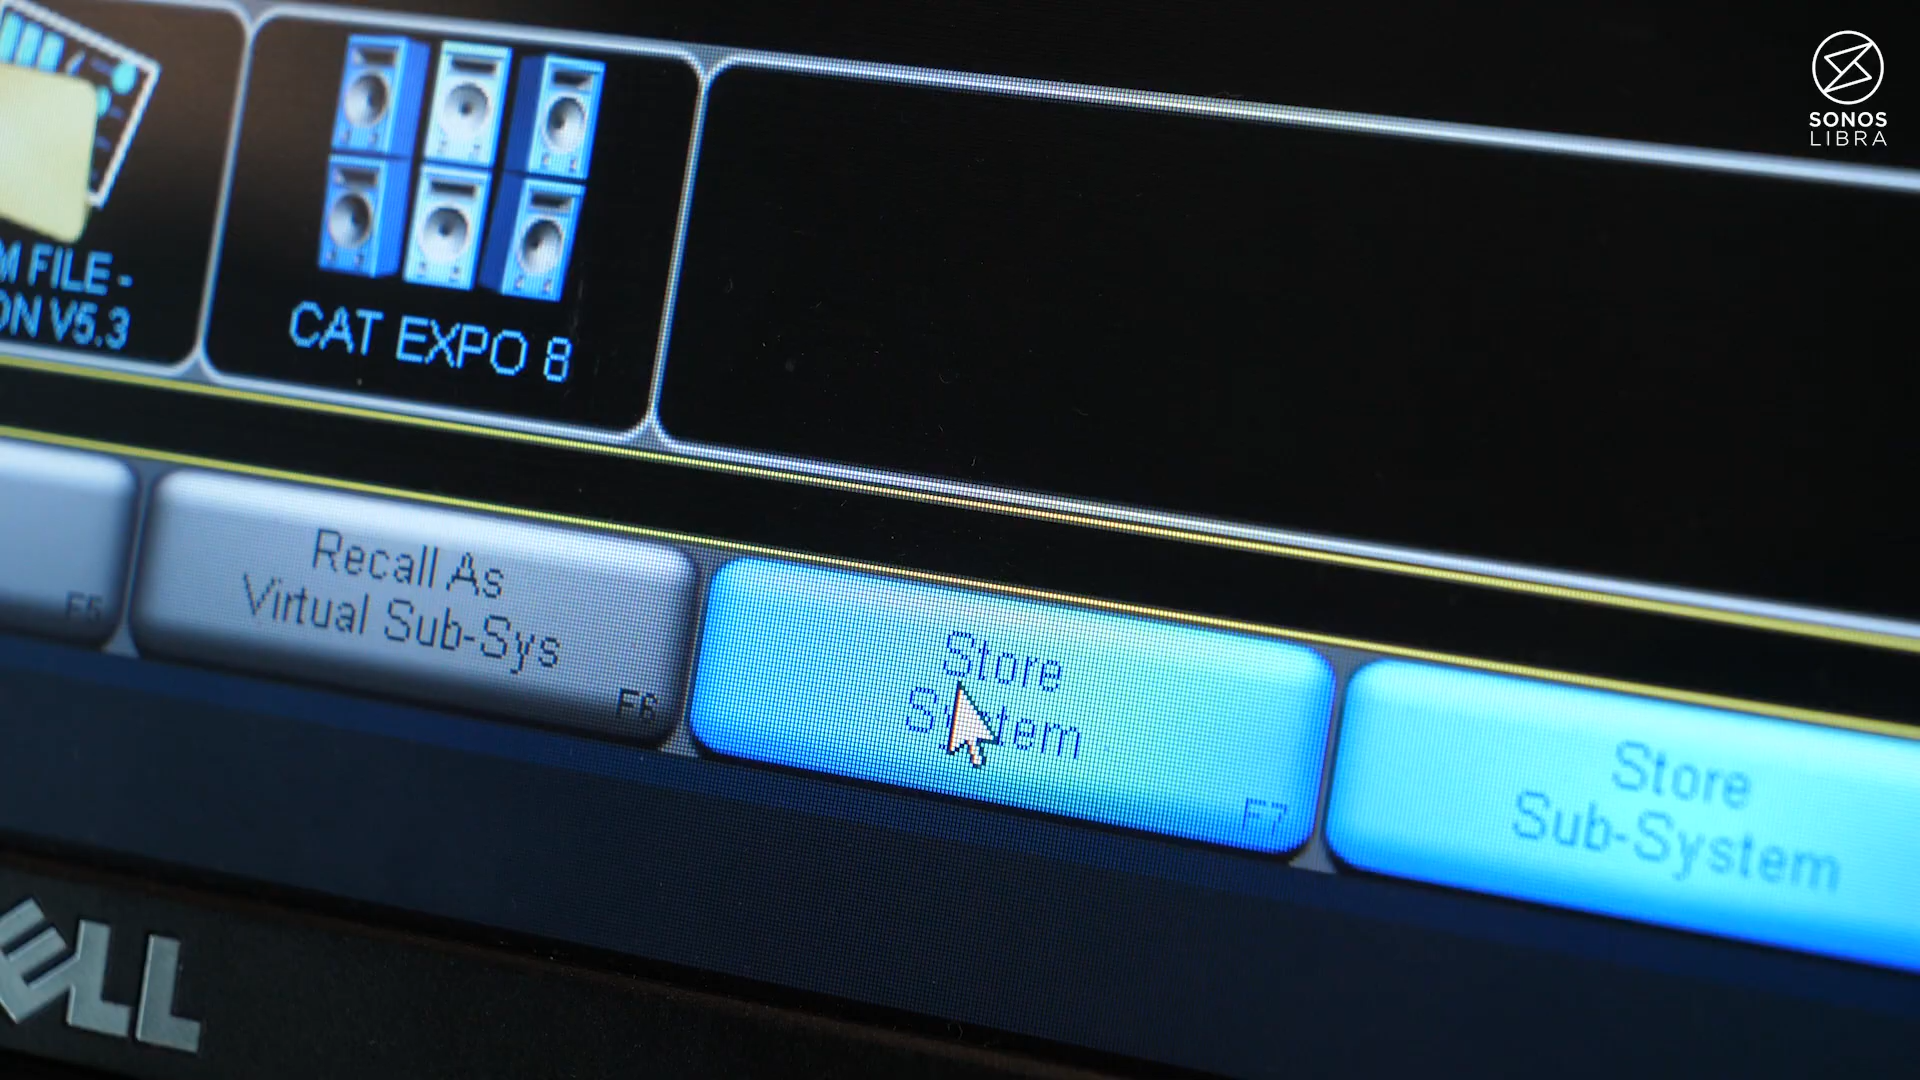 SONOS
LIBRA
M FILE -
ON V5.3
CAT EXPO 8
F5
Recall As
Virtual Sub-Sys
F6
Store
System
F7
Store
Sub-System
ELL